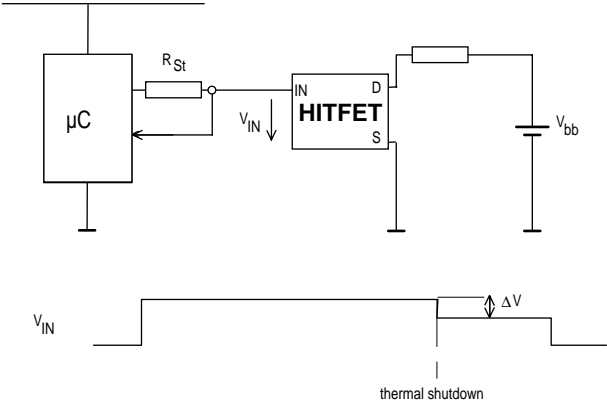 R_St
IN
D
HITFET
µC
V_IN
S
V_bb
ΔV
V_IN
thermal shutdown